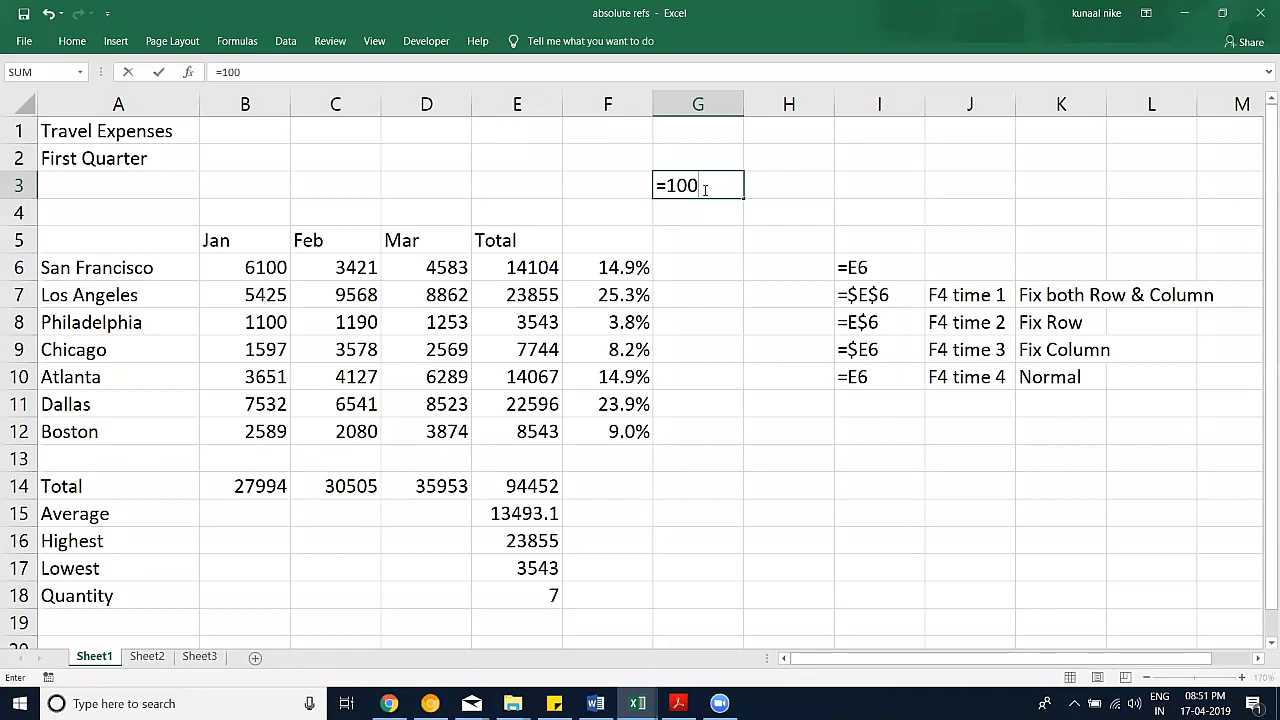 absolute refs - Excel
kunaal nike
File Home Insert Page Layout Formulas Data Review View Developer Help Tell me what you want to do Share
SUM fx =100
A B C D E F G H I J K L M
1 Travel Expenses
2 First Quarter
3 =100
4
5 Jan Feb Mar Total
6 San Francisco 6100 3421 4583 14104 14.9% =E6
7 Los Angeles 5425 9568 8862 23855 25.3% =$E$6 F4 time 1 Fix both Row & Column
8 Philadelphia 1100 1190 1253 3543 3.8% =E$6 F4 time 2 Fix Row
9 Chicago 1597 3578 2569 7744 8.2% =$E6 F4 time 3 Fix Column
10 Atlanta 3651 4127 6289 14067 14.9% =E6 F4 time 4 Normal
11 Dallas 7532 6541 8523 22596 23.9%
12 Boston 2589 2080 3874 8543 9.0%
13
14 Total 27994 30505 35953 94452
15 Average 13493.1
16 Highest 23855
17 Lowest 3543
18 Quantity 7
19
20
Sheet1 Sheet2 Sheet3
Enter 170%
Type here to search
ENG 08:51 PM
IN 17-04-2019